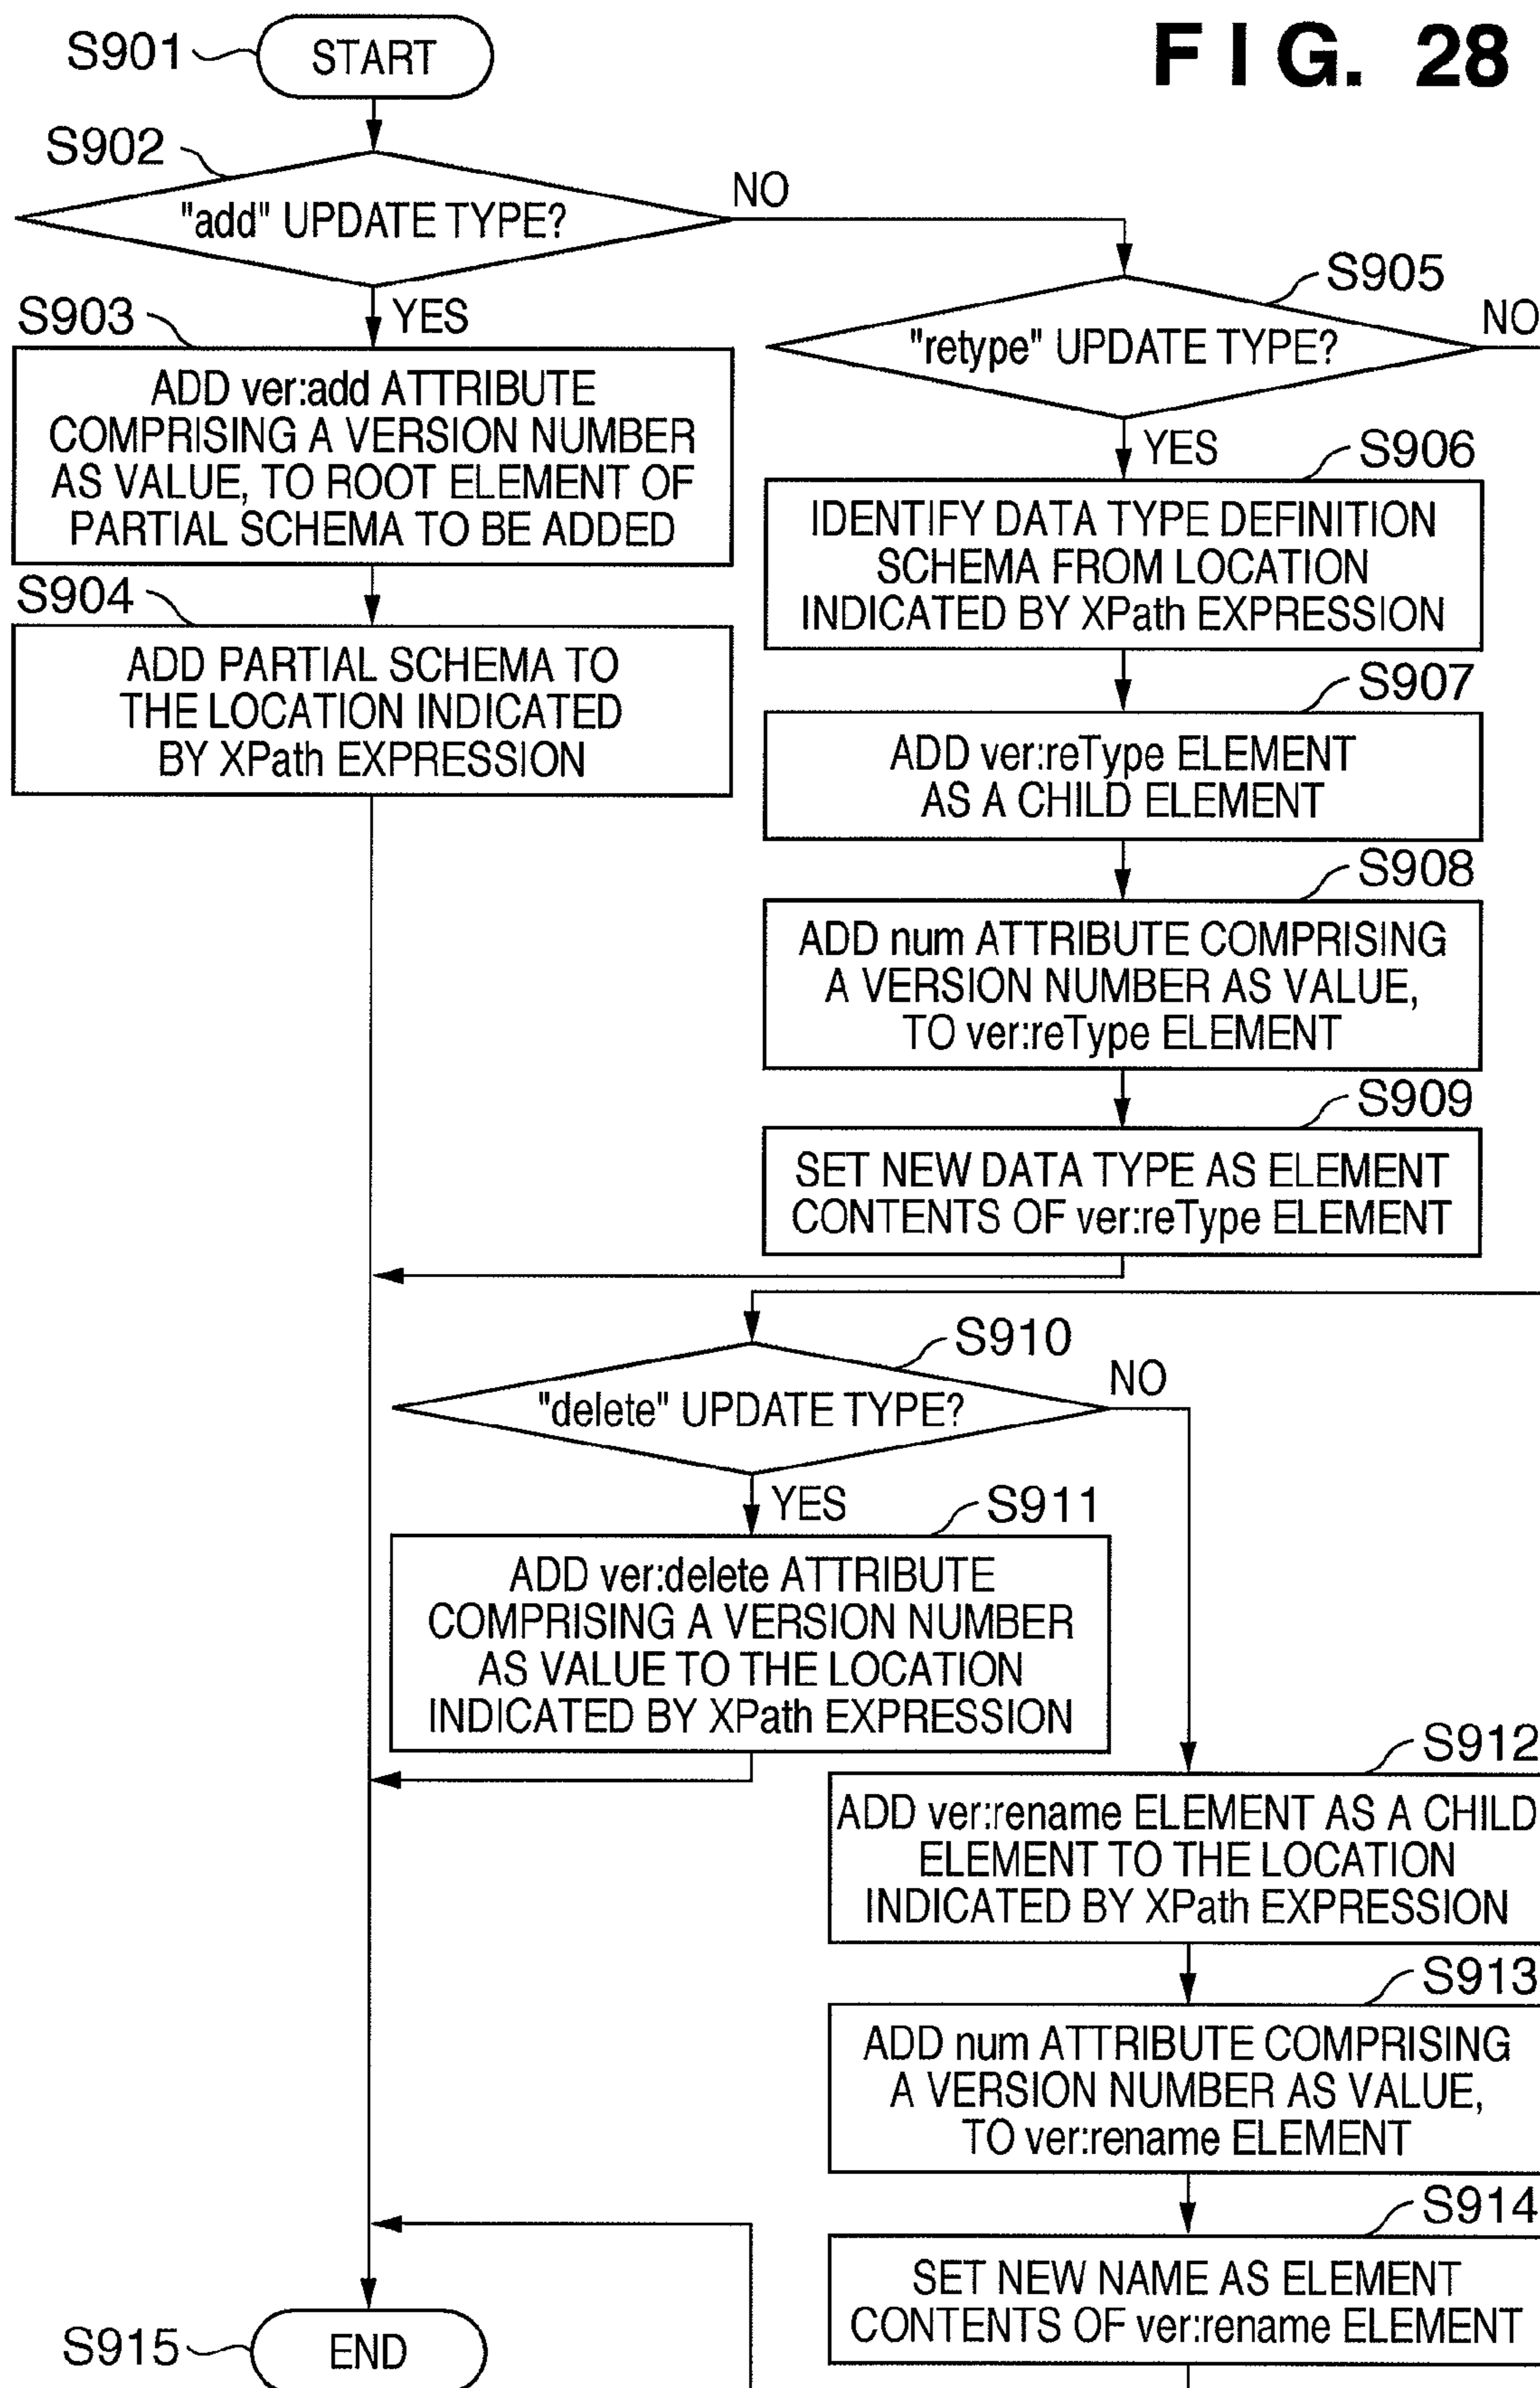 FIG. 28
S901
START
S902
"add" UPDATE TYPE?
NO
YES
S903
ADD ver:add ATTRIBUTE
COMPRISING A VERSION NUMBER
AS VALUE, TO ROOT ELEMENT OF
PARTIAL SCHEMA TO BE ADDED
S904
ADD PARTIAL SCHEMA TO
THE LOCATION INDICATED
BY XPath EXPRESSION
S905
"retype" UPDATE TYPE?
NO
YES
S906
IDENTIFY DATA TYPE DEFINITION
SCHEMA FROM LOCATION
INDICATED BY XPath EXPRESSION
S907
ADD ver:reType ELEMENT
AS A CHILD ELEMENT
S908
ADD num ATTRIBUTE COMPRISING
A VERSION NUMBER AS VALUE,
TO ver:reType ELEMENT
S909
SET NEW DATA TYPE AS ELEMENT
CONTENTS OF ver:reType ELEMENT
S910
"delete" UPDATE TYPE?
NO
YES
S911
ADD ver:delete ATTRIBUTE
COMPRISING A VERSION NUMBER
AS VALUE TO THE LOCATION
INDICATED BY XPath EXPRESSION
S912
ADD ver:rename ELEMENT AS A CHILD
ELEMENT TO THE LOCATION
INDICATED BY XPath EXPRESSION
S913
ADD num ATTRIBUTE COMPRISING
A VERSION NUMBER AS VALUE,
TO ver:rename ELEMENT
S914
SET NEW NAME AS ELEMENT
CONTENTS OF ver:rename ELEMENT
S915
END